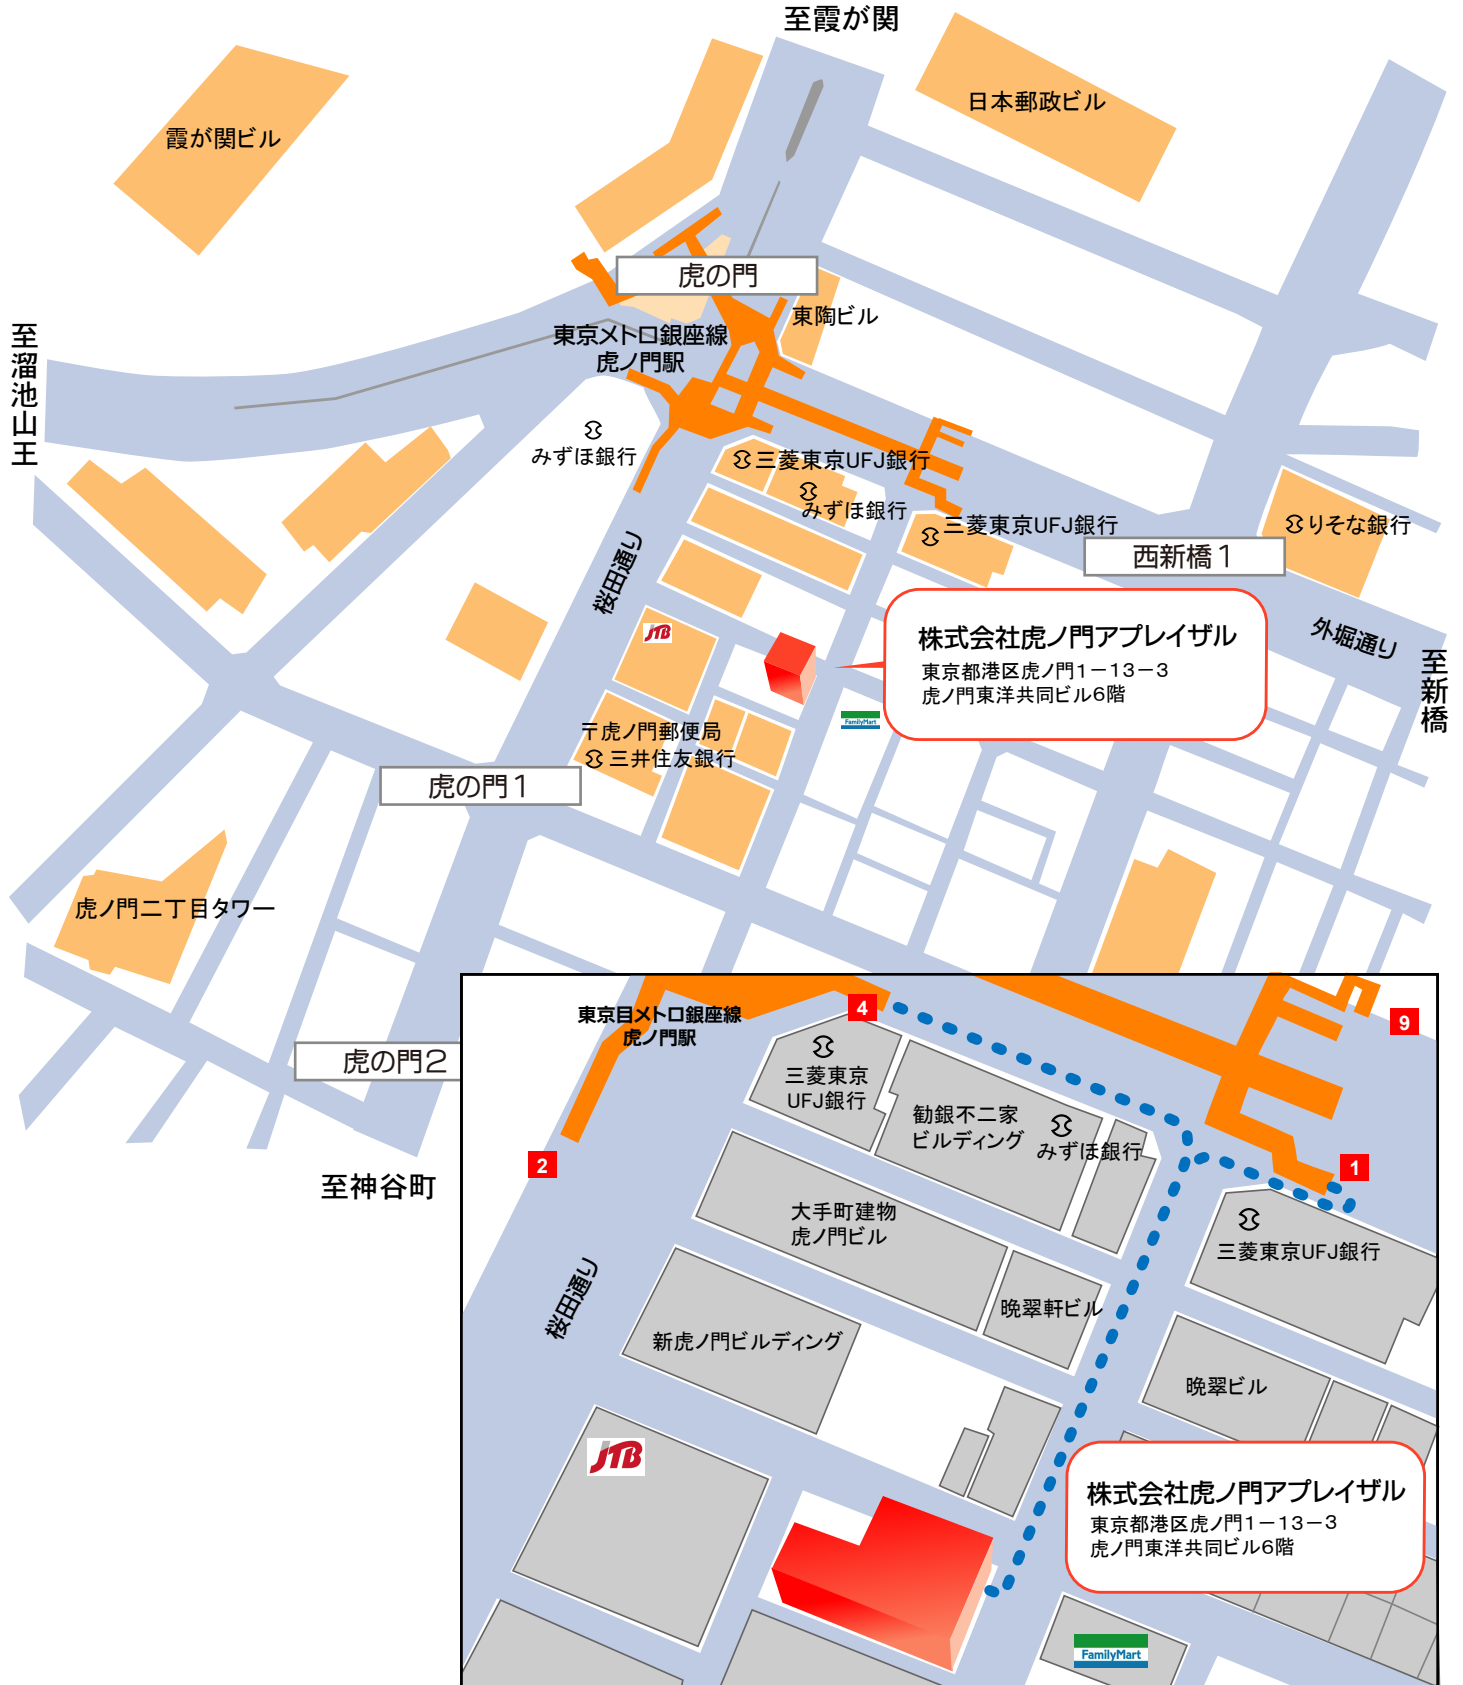 至霞が関
日本郵政ビル
霞が関ビル
虎の門
東陶ビル
東京メトロ銀座線
虎ノ門駅
至溜池山王
みずほ銀行
三菱東京UFJ銀行
みずほ銀行
三菱東京UFJ銀行
りそな銀行
西新橋1
桜田通り
JTB
株式会社虎ノ門アプレイザル
東京都港区虎ノ門1−13−3
虎ノ門東洋共同ビル6階
外堀通り
至新橋
FamilyMart
〒虎ノ門郵便局
三井住友銀行
虎の門1
虎ノ門二丁目タワー
虎の門2
至神谷町
東京目メトロ銀座線
虎ノ門駅
4
9
三菱東京
UFJ銀行
勧銀不二家
ビルディング
みずほ銀行
2
1
大手町建物
虎ノ門ビル
三菱東京UFJ銀行
桜田通り
晩翠軒ビル
新虎ノ門ビルディング
晩翠ビル
JTB
株式会社虎ノ門アプレイザル
東京都港区虎ノ門1−13−3
虎ノ門東洋共同ビル6階
FamilyMart